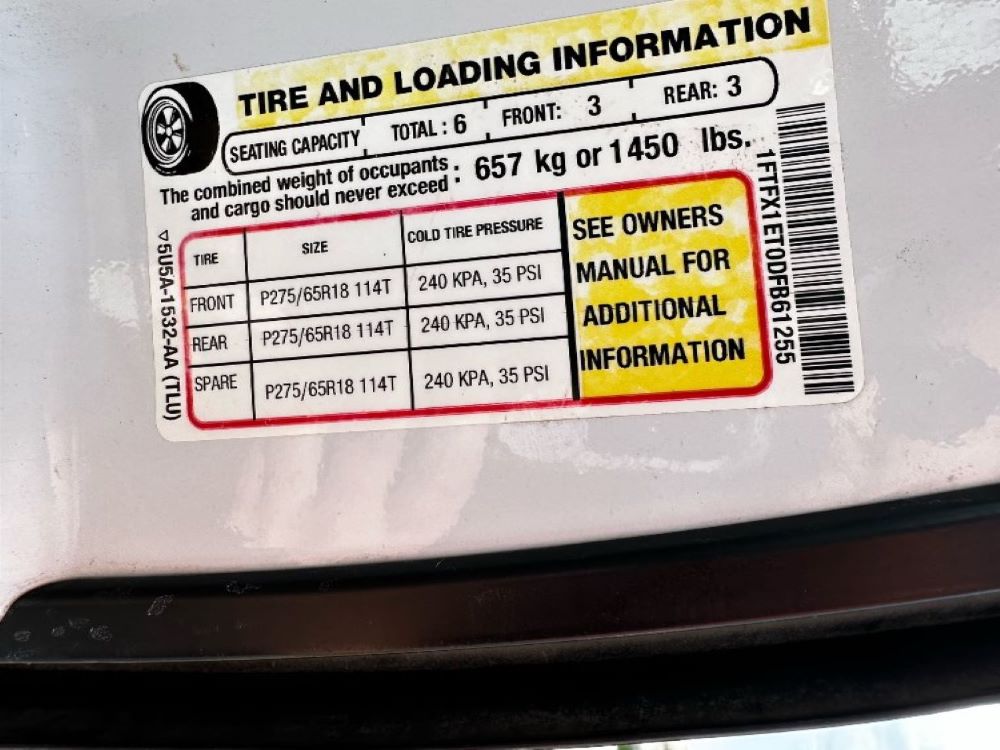 TIRE AND LOADING INFORMATION
SEATING CAPACITY TOTAL : 6 FRONT: 3 REAR: 3
The combined weight of occupants
and cargo should never exceed : 657 kg or 1450 lbs.
TIRE SIZE COLD TIRE PRESSURE
FRONT P275/65R18 114T 240 KPA, 35 PSI
REAR P275/65R18 114T 240 KPA, 35 PSI
SPARE P275/65R18 114T 240 KPA, 35 PSI
SEE OWNERS
MANUAL FOR
ADDITIONAL
INFORMATION
▽5U5A-1532-AA (TLU)
1FTFX1ET0DFB61255